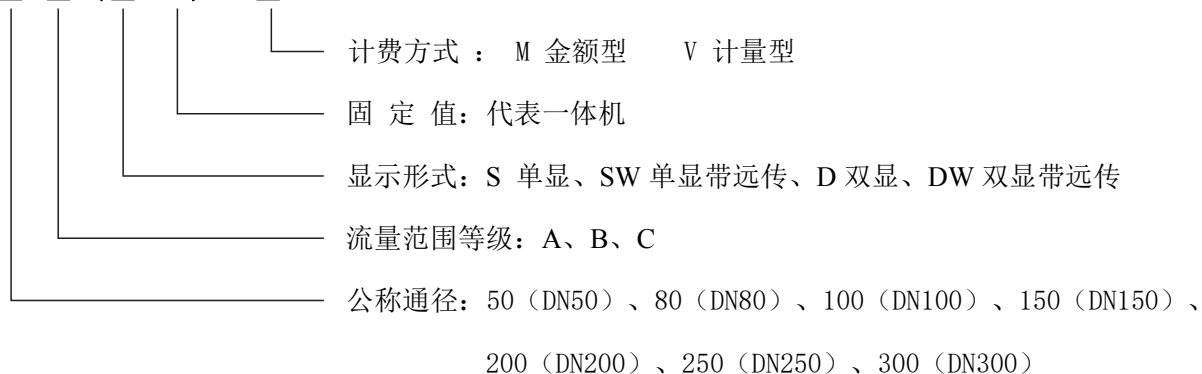 计费方式 : M 金额型 V 计量型
固 定 值：代表一体机
显示形式：S 单显、SW 单显带远传、D 双显、DW 双显带远传
流量范围等级：A、B、C
公称通径：50（DN50）、80（DN80）、100（DN100）、150（DN150）、
200（DN200）、250（DN250）、300（DN300）